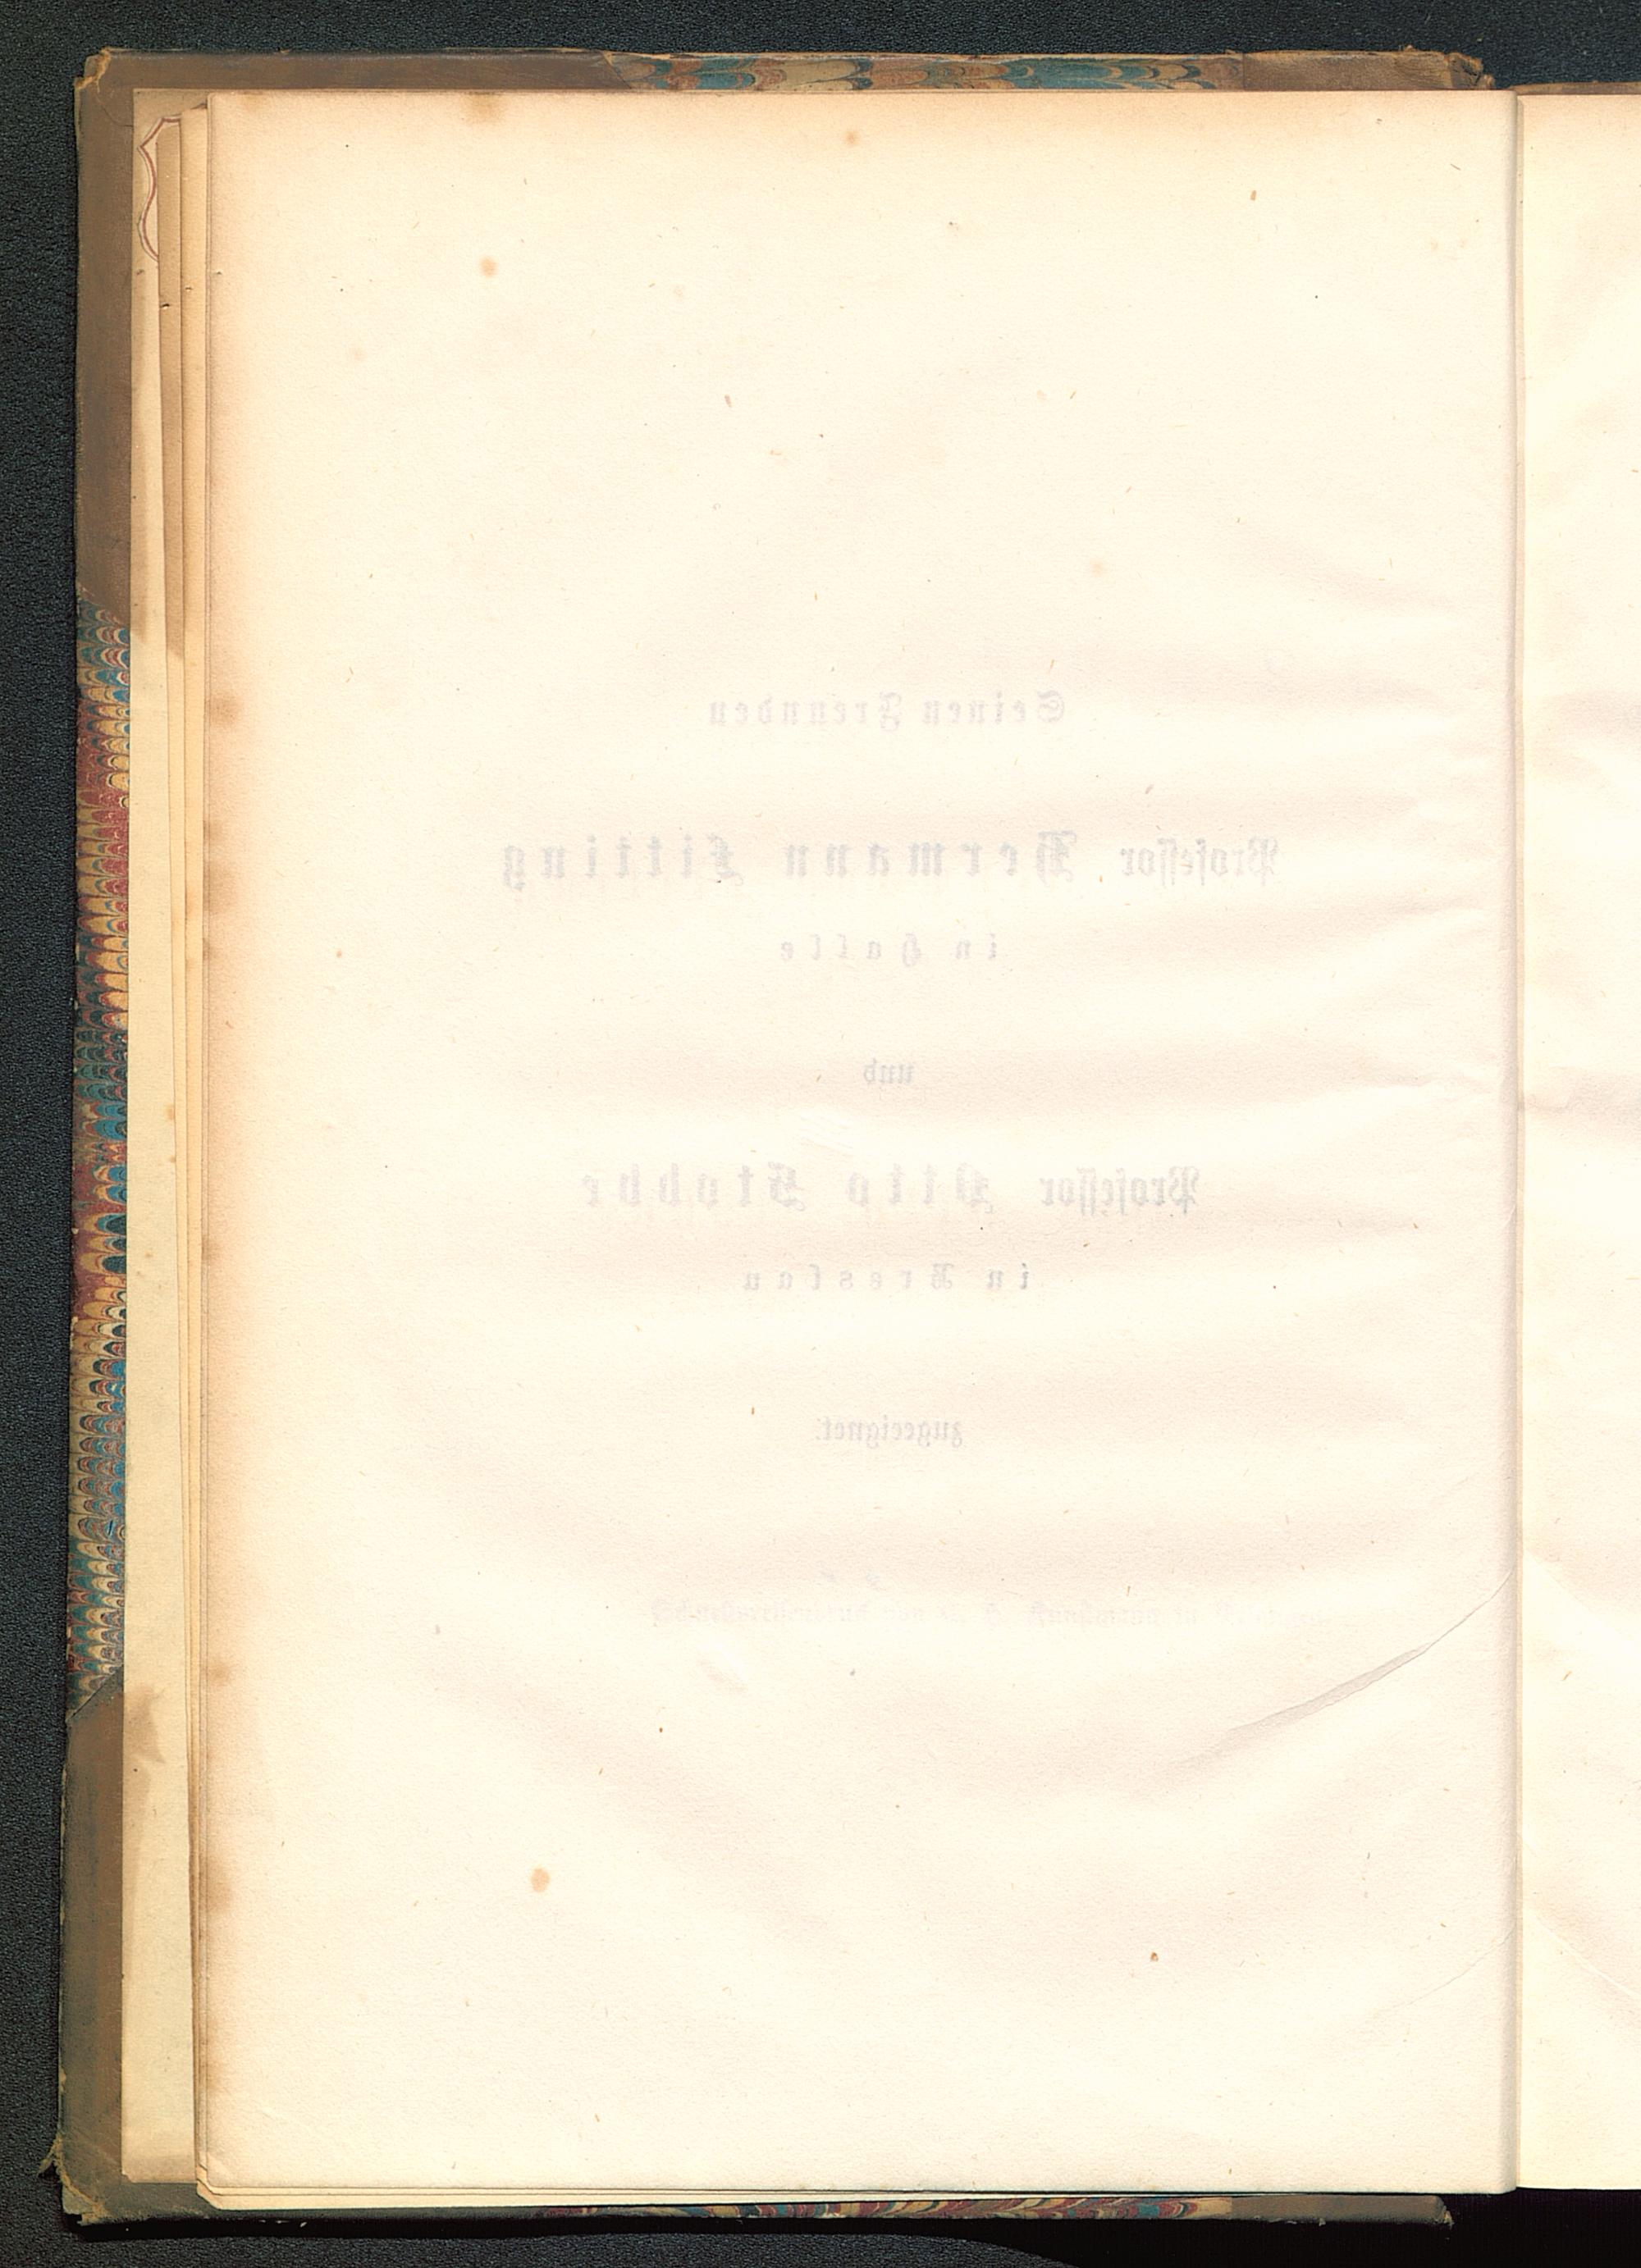 Seinen Freunden
Professor Hermann Fitting
in Halle
und
Professor Otto Stobbe
in Breslau
zugeeignet.